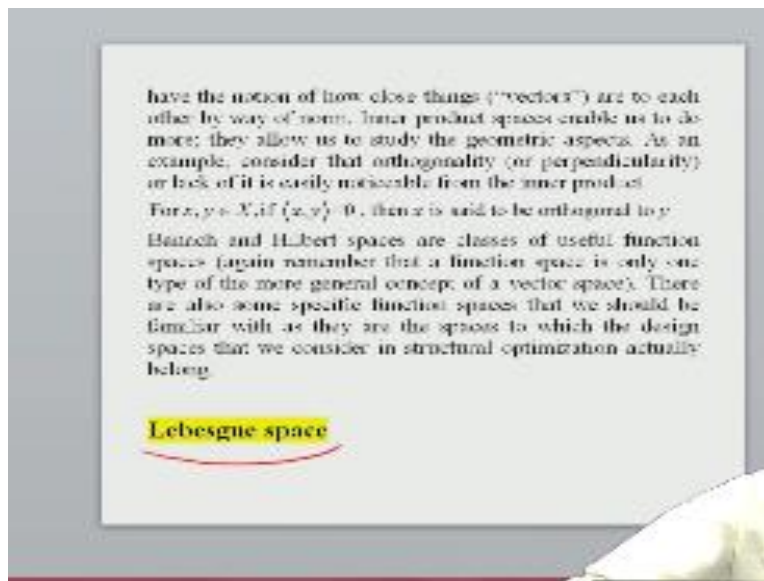 have the notion of how close things ("vectors") are to each
other by way of norm. Inner product spaces enable us to do
more; they allow us to study the geometric aspects. As an
example, consider that orthogonality (or perpendicularity)
or lack of it is easily noticeable from the inner product
For x, y ∈ X, if ⟨x, y⟩ = 0, then x is said to be orthogonal to y
Banach and Hilbert spaces are classes of useful function
spaces (again remember that a function space is only one
type of the more general concept of a vector space). There
are also some specific function spaces that we should be
familiar with as they are the spaces to which the design
spaces that we consider in structural optimization actually
belong.
Lebesgue space